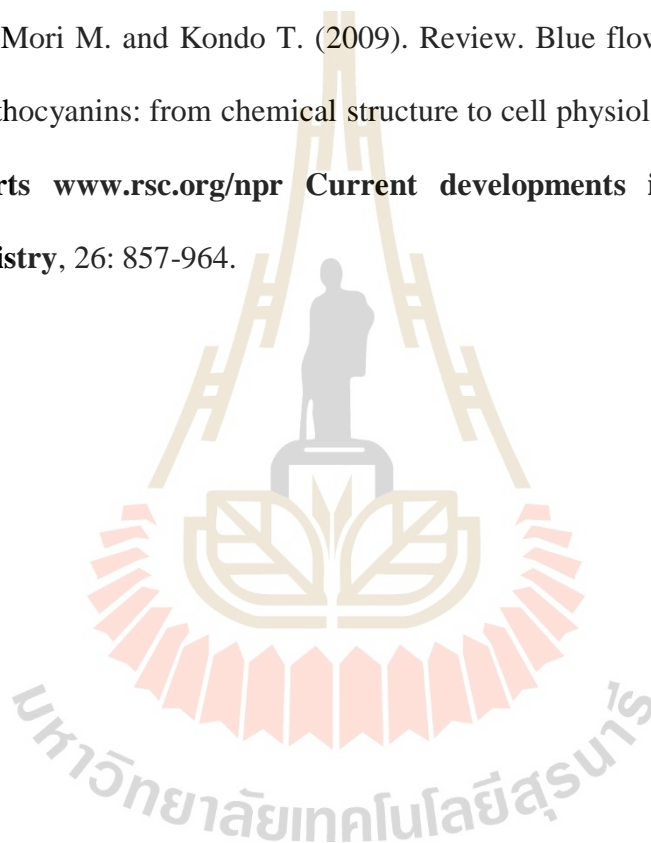 Mori M. and Kondo T. (2009). Review. Blue flow
thocyanins: from chemical structure to cell physiol
rts www.rsc.org/npr Current developments i
istry, 26: 857-964.
มหาวิทยาลัยเทคโนโลยีสุรนารี